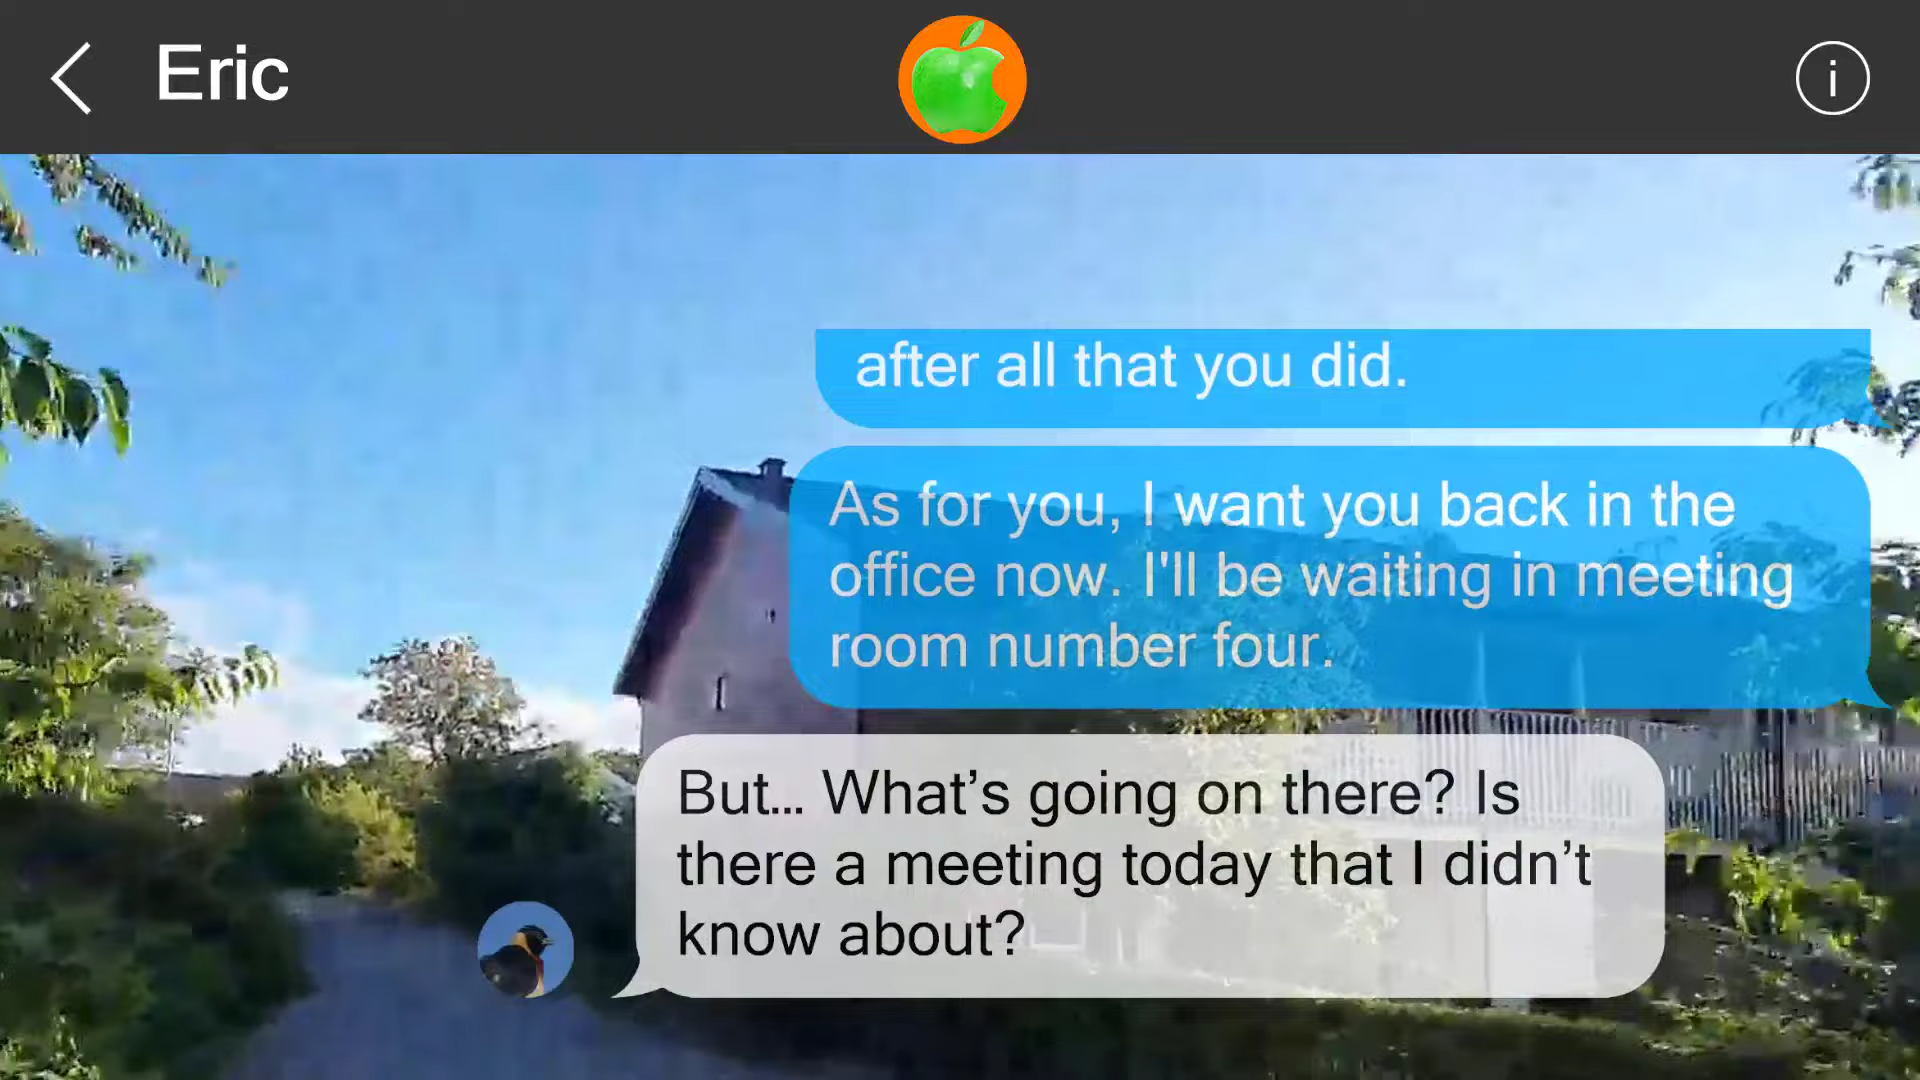 Eric
i
after all that you did.
As for you, I want you back in the
office now. I'll be waiting in meeting
room number four.
But... What’s going on there? Is
there a meeting today that I didn’t
know about?